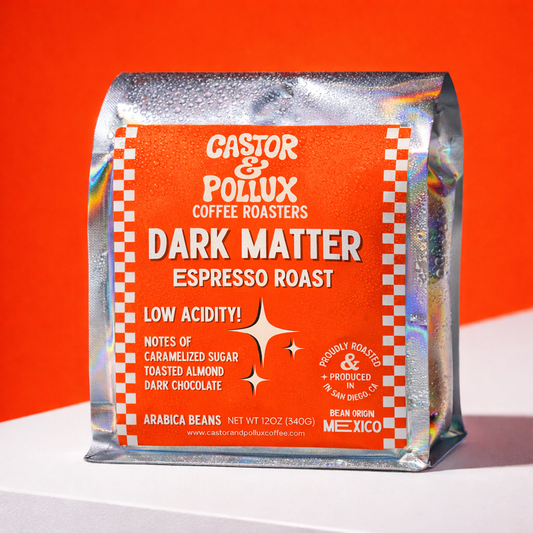 CASTOR
&
POLLUX
COFFEE ROASTERS
DARK MATTER
ESPRESSO ROAST
LOW ACIDITY!
NOTES OF
CARAMELIZED SUGAR
TOASTED ALMOND
DARK CHOCOLATE
PROUDLY ROASTED
&
PRODUCED
IN
IN SAN DIEGO, CA
BEAN ORIGIN
MEXICO
ARABICA BEANS NET WT 12OZ (340G)
www.castorandpolluxcoffee.com